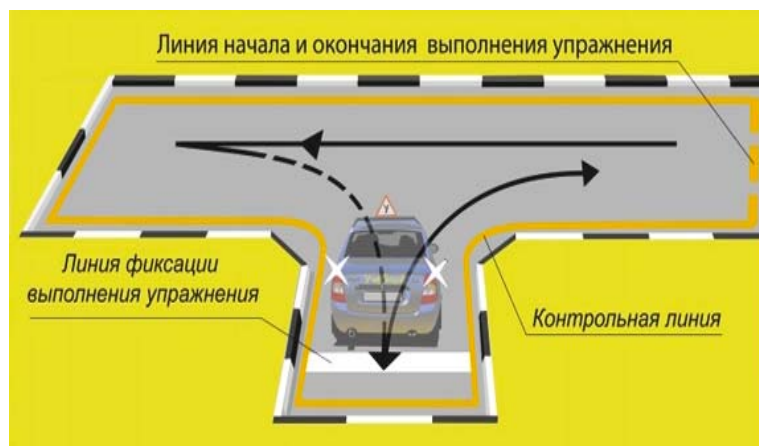 Линия начала и окончания выполнения упражнения
У
Линия фиксации
выполнения упражнения
Контрольная линия